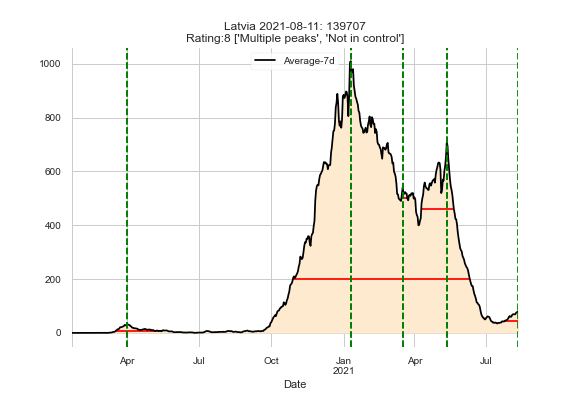 Latvia 2021-08-11: 139707
Rating:8 ['Multiple peaks', 'Not in control']
Average-7d
1000
800
600
400
200
0
Apr Jul Oct Jan Apr Jul
2021
Date